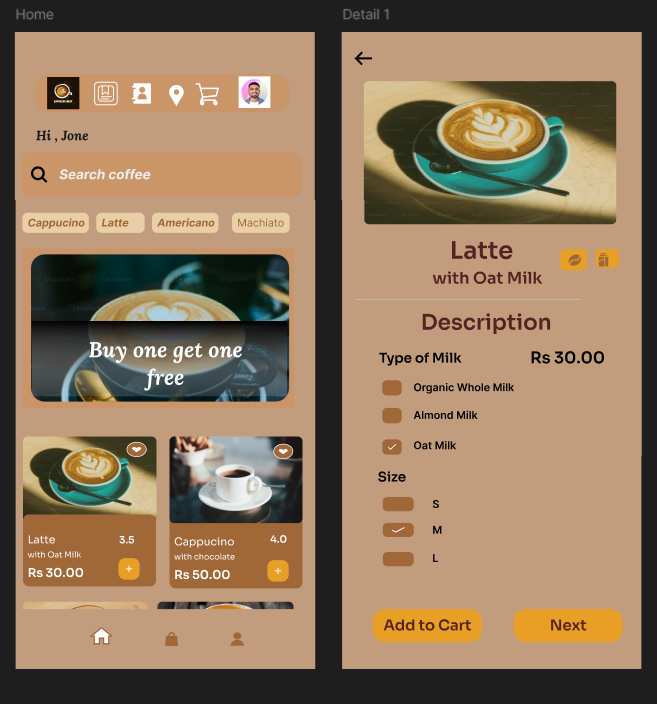 Home
Hi , Jone
Search coffee
Cappucino
Latte
Americano
Machiato
Buy one get one
free
Latte
3.5
with Oat Milk
Rs 30.00
+
Cappucino
4.0
with chocolate
Rs 50.00
+
Detail 1
Latte
with Oat Milk
Description
Type of Milk
Rs 30.00
Organic Whole Milk
Almond Milk
Oat Milk
Size
S
M
L
Add to Cart
Next